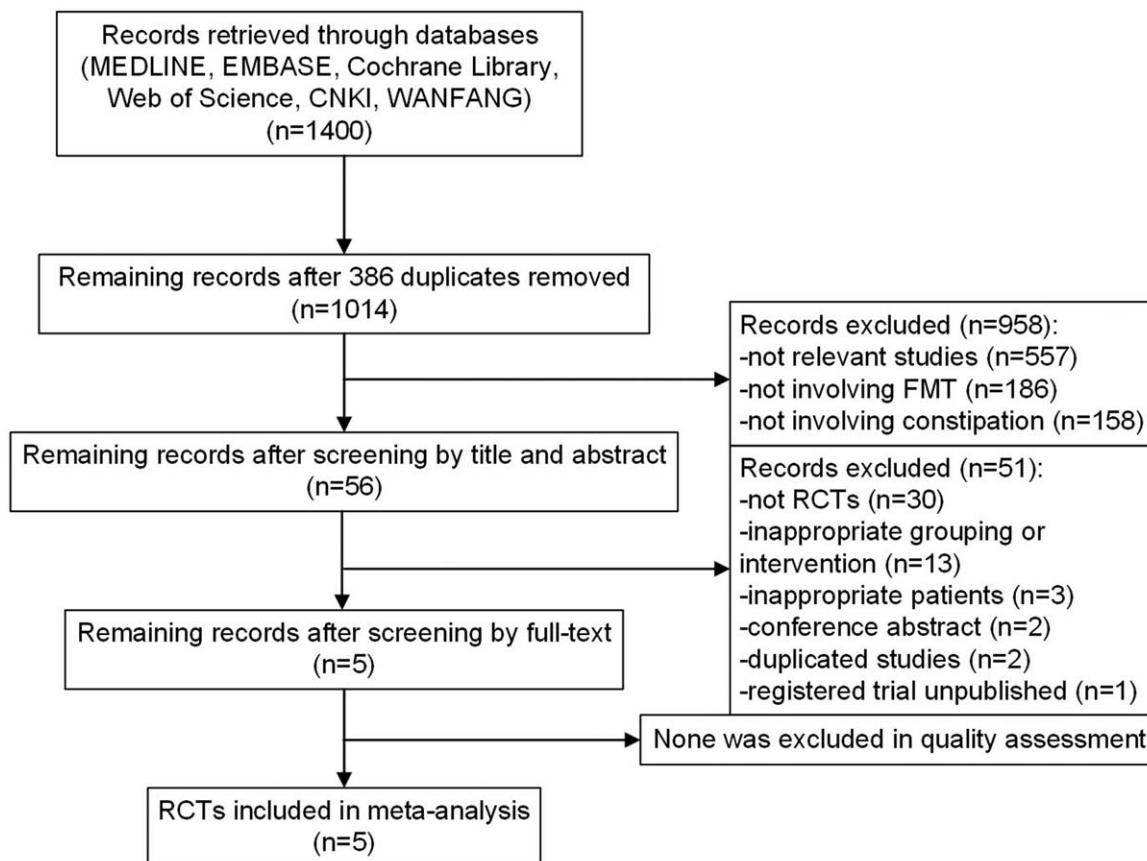 Records retrieved through databases
(MEDLINE, EMBASE, Cochrane Library,
Web of Science, CNKI, WANFANG)
(n=1400)
Remaining records after 386 duplicates removed
(n=1014)
Records excluded (n=958):
-not relevant studies (n=557)
-not involving FMT (n=186)
-not involving constipation (n=158)
Remaining records after screening by title and abstract
(n=56)
Records excluded (n=51):
-not RCTs (n=30)
-inappropriate grouping or
intervention (n=13)
-inappropriate patients (n=3)
-conference abstract (n=2)
-duplicated studies (n=2)
-registered trial unpublished (n=1)
Remaining records after screening by full-text
(n=5)
None was excluded in quality assessment
RCTs included in meta-analysis
(n=5)